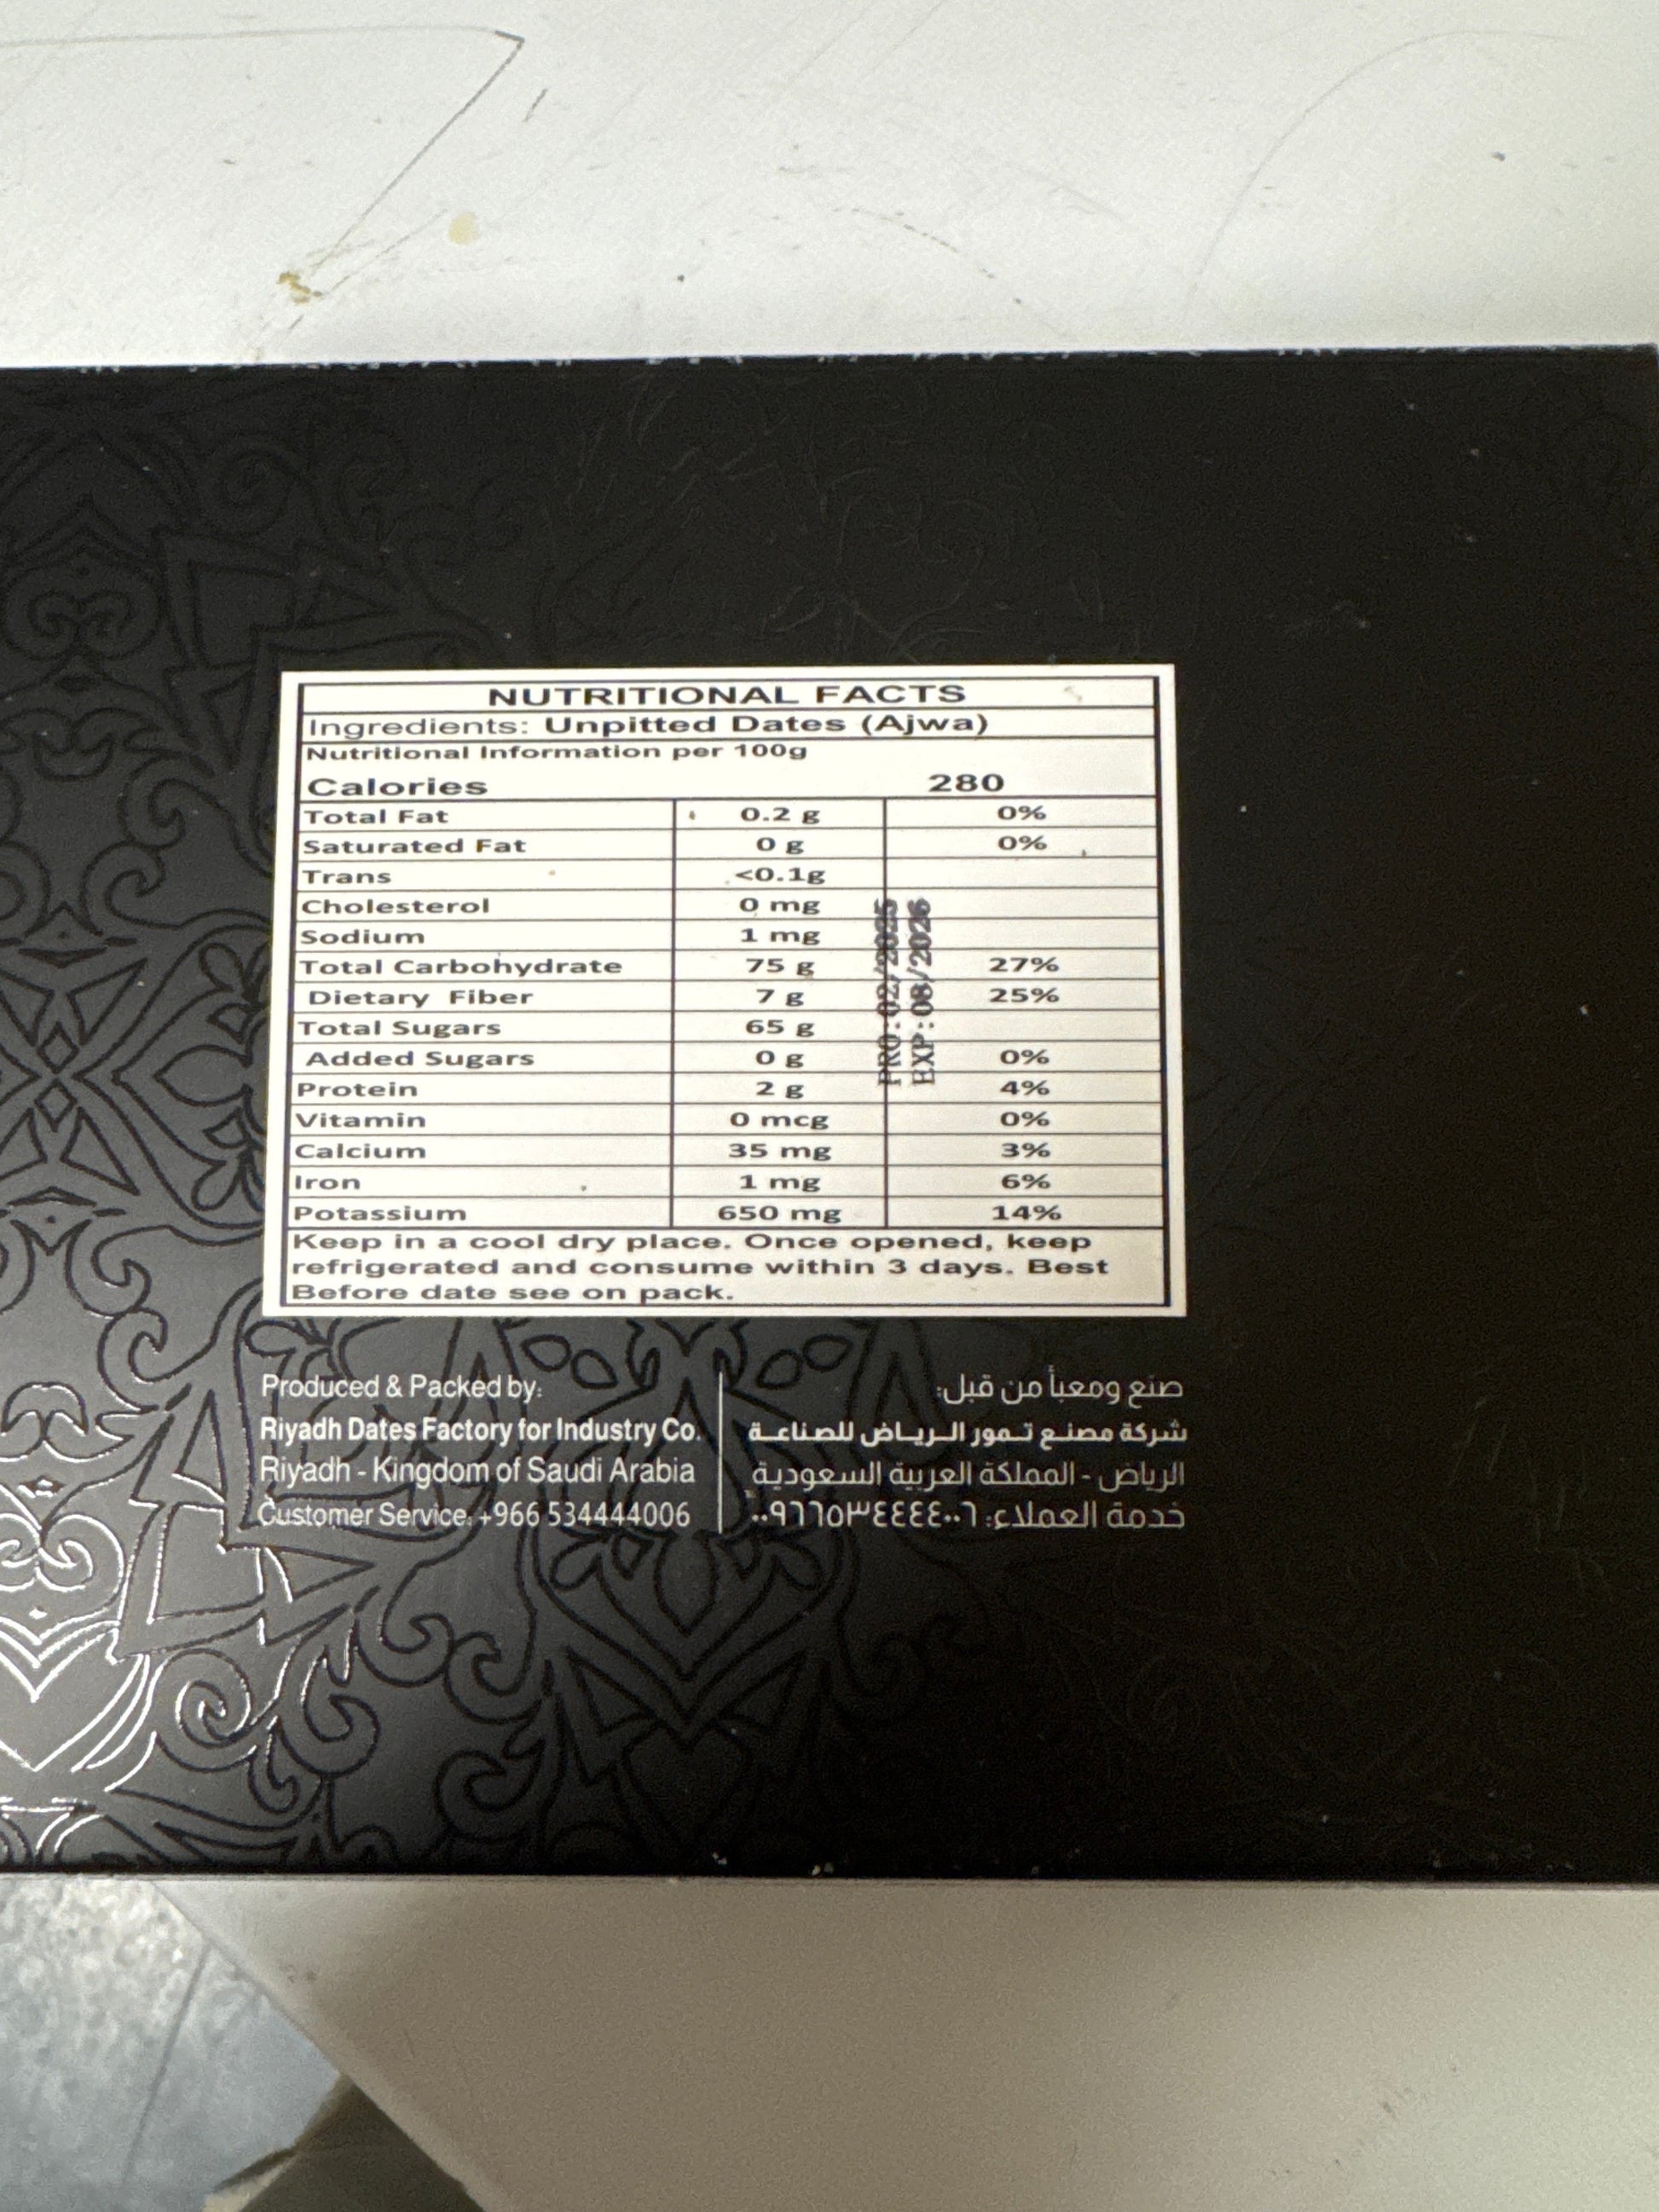 NUTRITIONAL FACTS
Ingredients: Unpitted Dates (Ajwa)
Nutritional Information per 100g
Calories 280
Total Fat 0.2 g 0%
Saturated Fat 0 g 0%
Trans <0.1g
Cholesterol 0 mg
Sodium 1 mg
Total Carbohydrate 75 g 27%
Dietary Fiber 7 g 25%
Total Sugars 65 g
Added Sugars 0 g 0%
Protein 2 g 4%
Vitamin 0 mcg 0%
Calcium 35 mg 3%
Iron 1 mg 6%
Potassium 650 mg 14%
Keep in a cool dry place. Once opened, keep
refrigerated and consume within 3 days. Best
Before date see on pack.
PRO:02/2025
EXP:08/2026
Produced & Packed by:
Riyadh Dates Factory for Industry Co.
Riyadh - Kingdom of Saudi Arabia
Customer Service: +966 534444006
صنع ومعبأ من قبل:
شركة مصنع تـمور الـرياض للصناعـة
الرياض - المملكة العربية السعودية
خدمة العملاء: ٠٠٩٦٦٥٣٤٤٤٤٠٠٦